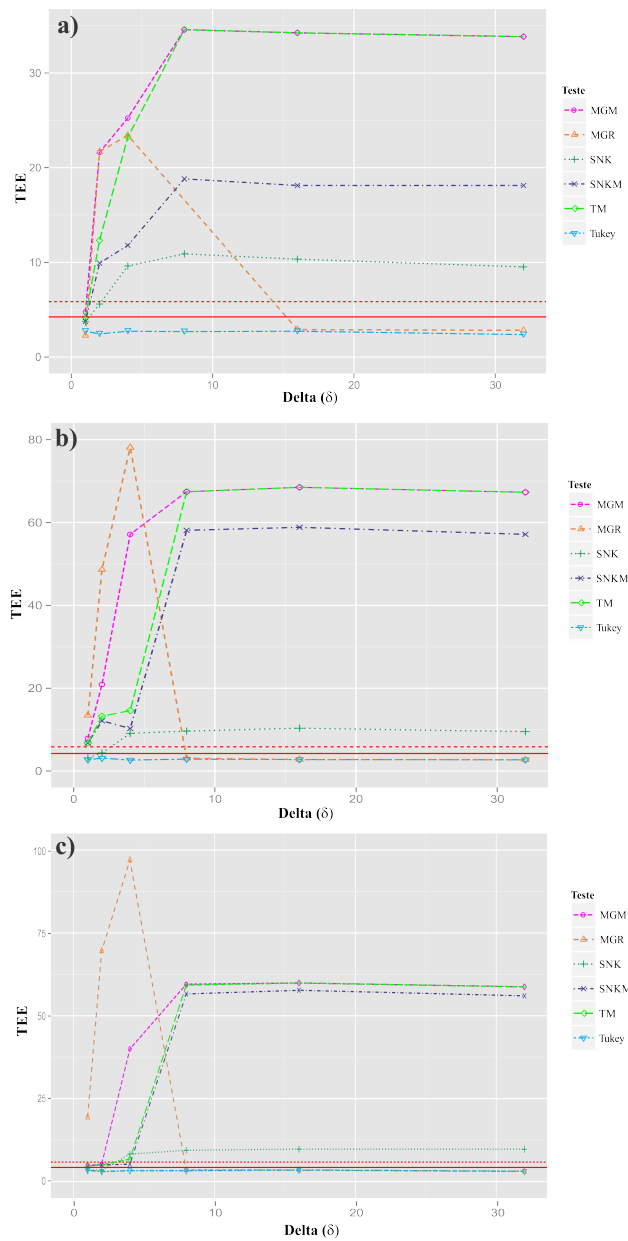 a)
30
20
10
0
TEE
0
10
20
30
Delta (δ)
Teste
MGM
MGR
SNK
SNKM
TM
Tukey
b)
80
60
40
20
0
TEE
0
10
20
30
Delta (δ)
Teste
MGM
MGR
SNK
SNKM
TM
Tukey
c)
100
75
50
25
0
TEE
0
10
20
30
Delta (δ)
Teste
MGM
MGR
SNK
SNKM
TM
Tukey